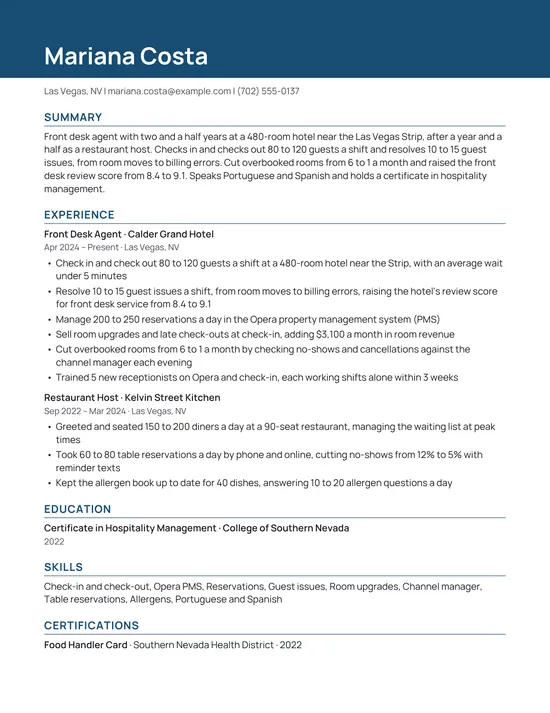 Mariana Costa
Las Vegas, NV | mariana.costa@example.com | (702) 555-0137
SUMMARY
Front desk agent with two and a half years at a 480-room hotel near the Las Vegas Strip, after a year and a
half as a restaurant host. Checks in and checks out 80 to 120 guests a shift and resolves 10 to 15 guest
issues, from room moves to billing errors. Cut overbooked rooms from 6 to 1 a month and raised the front
desk review score from 8.4 to 9.1. Speaks Portuguese and Spanish and holds a certificate in hospitality
management.
EXPERIENCE
Front Desk Agent · Calder Grand Hotel
Apr 2024 – Present · Las Vegas, NV
• Check in and check out 80 to 120 guests a shift at a 480-room hotel near the Strip, with an average wait
under 5 minutes
• Resolve 10 to 15 guest issues a shift, from room moves to billing errors, raising the hotel's review score
for front desk service from 8.4 to 9.1
• Manage 200 to 250 reservations a day in the Opera property management system (PMS)
• Sell room upgrades and late check-outs at check-in, adding $3,100 a month in room revenue
• Cut overbooked rooms from 6 to 1 a month by checking no-shows and cancellations against the
channel manager each evening
• Trained 5 new receptionists on Opera and check-in, each working shifts alone within 3 weeks
Restaurant Host · Kelvin Street Kitchen
Sep 2022 – Mar 2024 · Las Vegas, NV
• Greeted and seated 150 to 200 diners a day at a 90-seat restaurant, managing the waiting list at peak
times
• Took 60 to 80 table reservations a day by phone and online, cutting no-shows from 12% to 5% with
reminder texts
• Kept the allergen book up to date for 40 dishes, answering 10 to 20 allergen questions a day
EDUCATION
Certificate in Hospitality Management · College of Southern Nevada
2022
SKILLS
Check-in and check-out, Opera PMS, Reservations, Guest issues, Room upgrades, Channel manager,
Table reservations, Allergens, Portuguese and Spanish
CERTIFICATIONS
Food Handler Card · Southern Nevada Health District · 2022